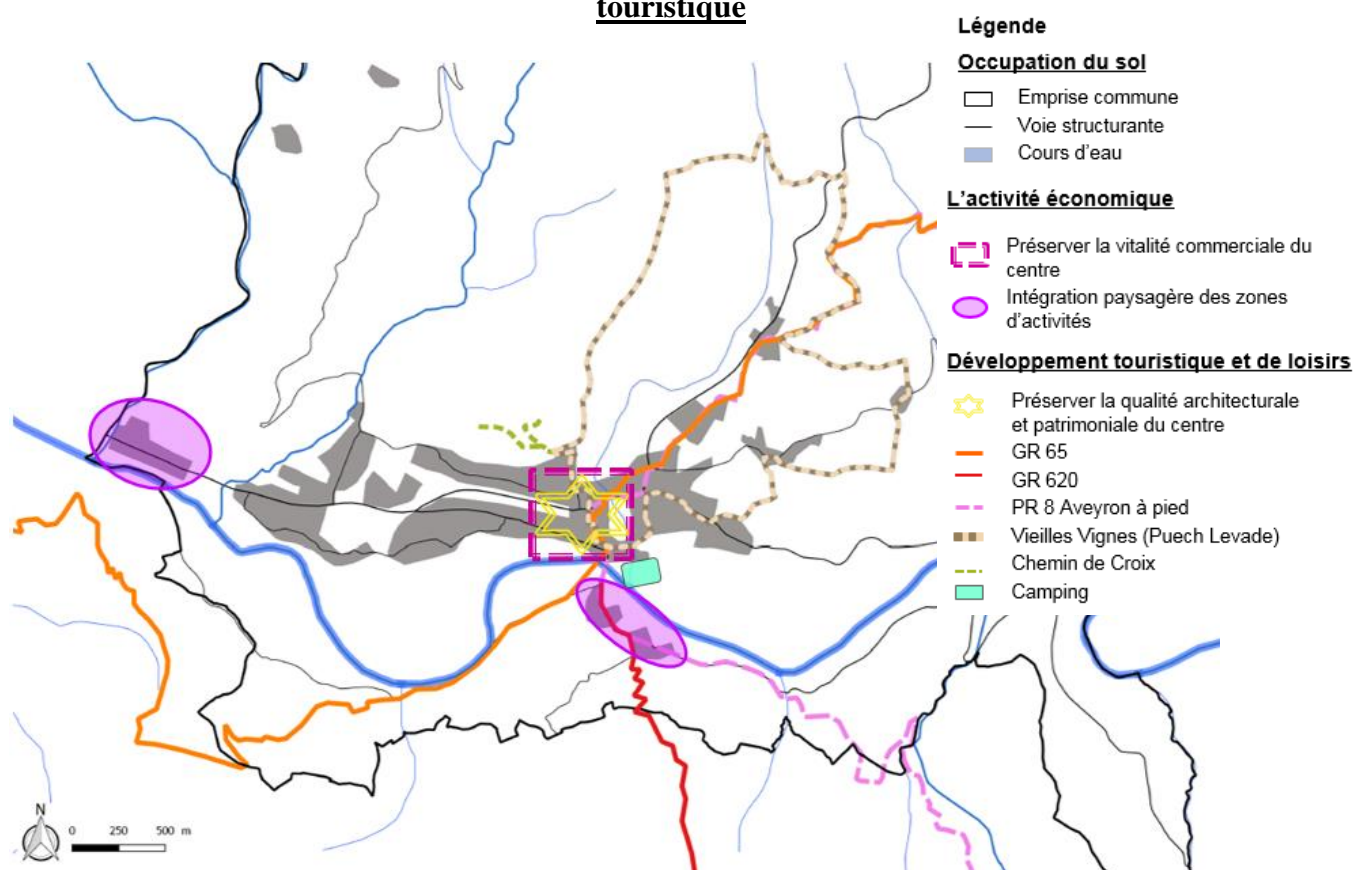 touristique
Légende
Occupation du sol
Emprise commune
Voie structurante
Cours d'eau
L'activité économique
Préserver la vitalité commerciale du
centre
Intégration paysagère des zones
d'activités
Développement touristique et de loisirs
Préserver la qualité architecturale
et patrimoniale du centre
GR 65
GR 620
PR 8 Aveyron à pied
Vieilles Vignes (Puech Levade)
Chemin de Croix
Camping
N
0 250 500 m